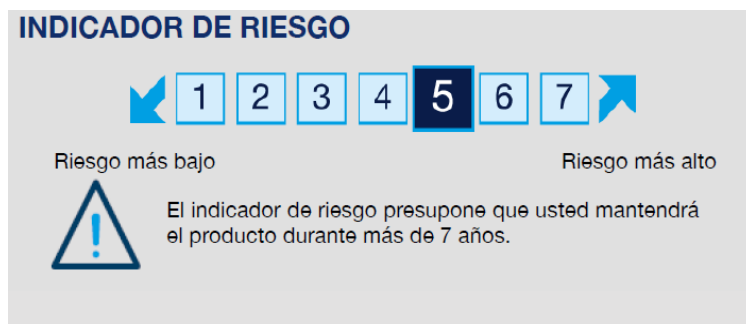 INDICADOR DE RIESGO
1 2 3 4 5 6 7
Riesgo más bajo Riesgo más alto
!
El indicador de riesgo presupone que usted mantendrá
el producto durante más de 7 años.